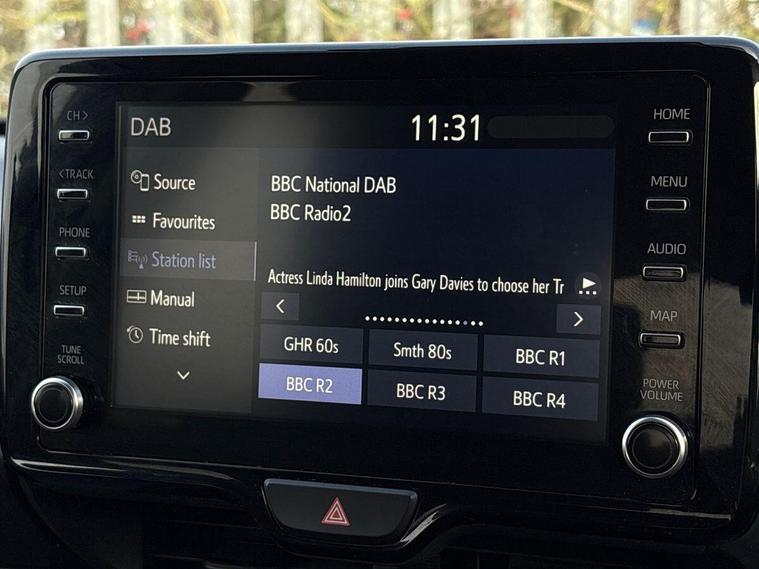 CH >
< TRACK
PHONE
SETUP
TUNE
SCROLL
DAB
11:31
Source
Favourites
Station list
Manual
Time shift
BBC National DAB
BBC Radio2
Actress Linda Hamilton joins Gary Davies to choose her Tr
GHR 60s
Smth 80s
BBC R1
BBC R2
BBC R3
BBC R4
HOME
MENU
AUDIO
MAP
POWER
VOLUME